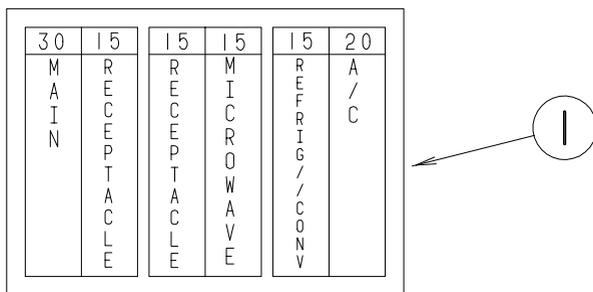 30 15 15 15 15 20
MAIN
RECEPTACLE
RECEPTACLE
MICROWAVE
REFRIG//CONV
A/C
1